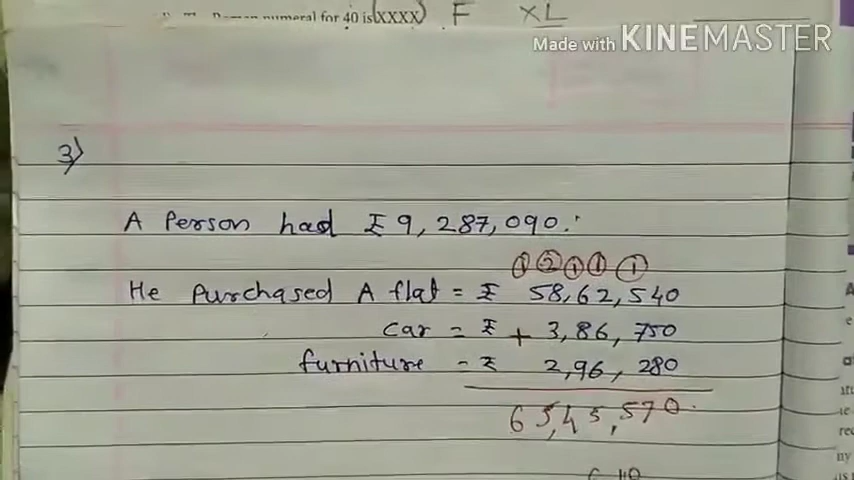 numeral for 40 is (XXXX) F XL
Made with KINEMASTER
3)
A Person had ₹ 9, 287, 090.
① ② ① ① ①
He Purchased A flat = ₹ 58,62,540
car = ₹ + 3,86,750
furniture = ₹ 2,96,280
65,45,570.